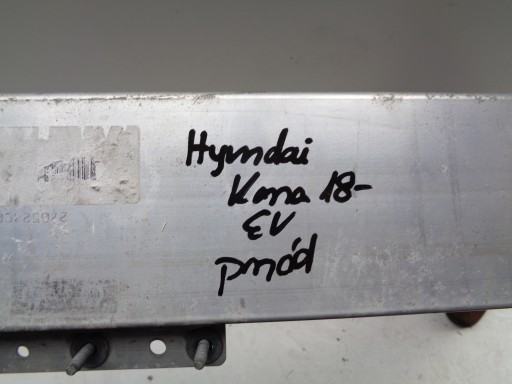 Hyundai
Kona 18-
EV
przód